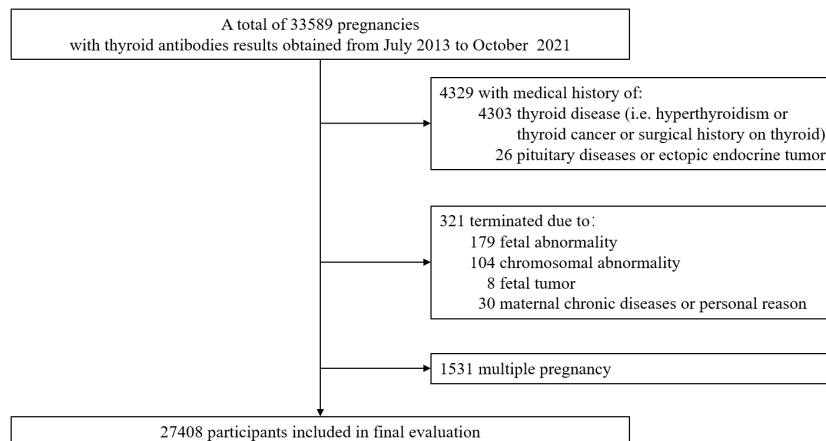 A total of 33589 pregnancies
with thyroid antibodies results obtained from July 2013 to October 2021
4329 with medical history of:
4303 thyroid disease (i.e. hyperthyroidism or
thyroid cancer or surgical history on thyroid)
26 pituitary diseases or ectopic endocrine tumor
321 terminated due to:
179 fetal abnormality
104 chromosomal abnormality
8 fetal tumor
30 maternal chronic diseases or personal reason
1531 multiple pregnancy
27408 participants included in final evaluation